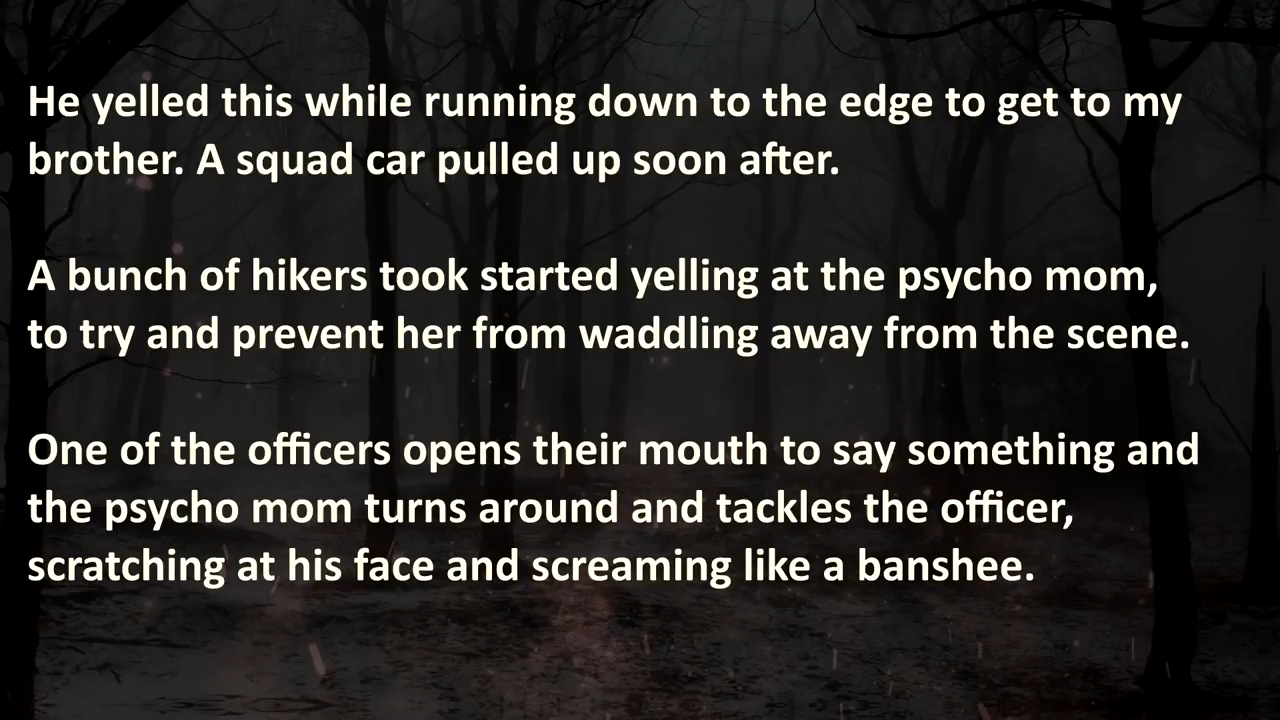 He yelled this while running down to the edge to get to my
brother. A squad car pulled up soon after.
A bunch of hikers took started yelling at the psycho mom,
to try and prevent her from waddling away from the scene.
One of the officers opens their mouth to say something and
the psycho mom turns around and tackles the officer,
scratching at his face and screaming like a banshee.